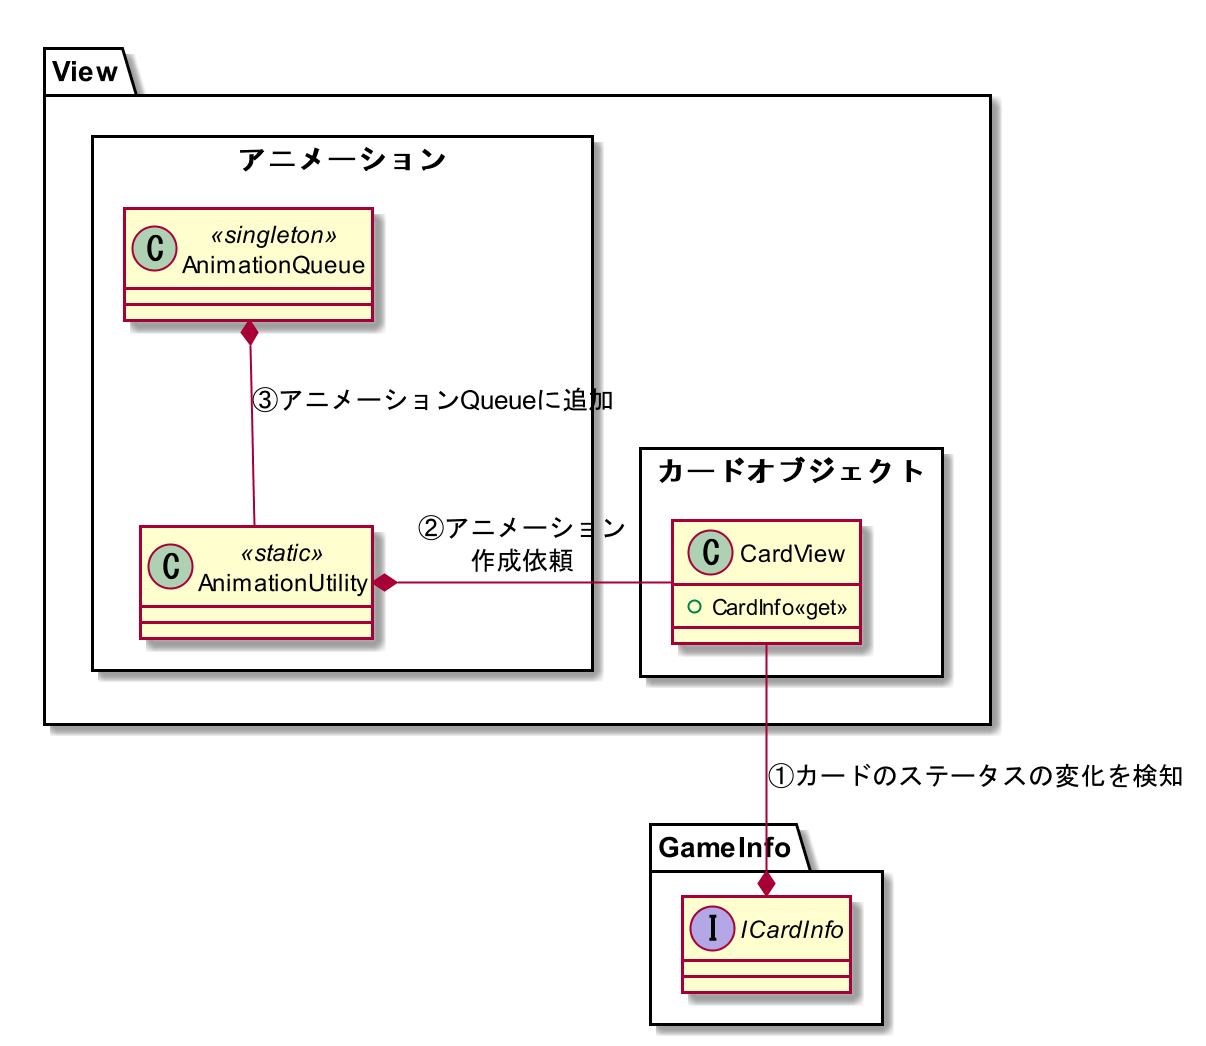 View
アニメーション
C
«singleton»
AnimationQueue
③アニメーションQueueに追加
カードオブジェクト
②アニメーション
作成依頼
C
«static»
AnimationUtility
C
CardView
CardInfo«get»
①カードのステータスの変化を検知
GameInfo
I
ICardInfo